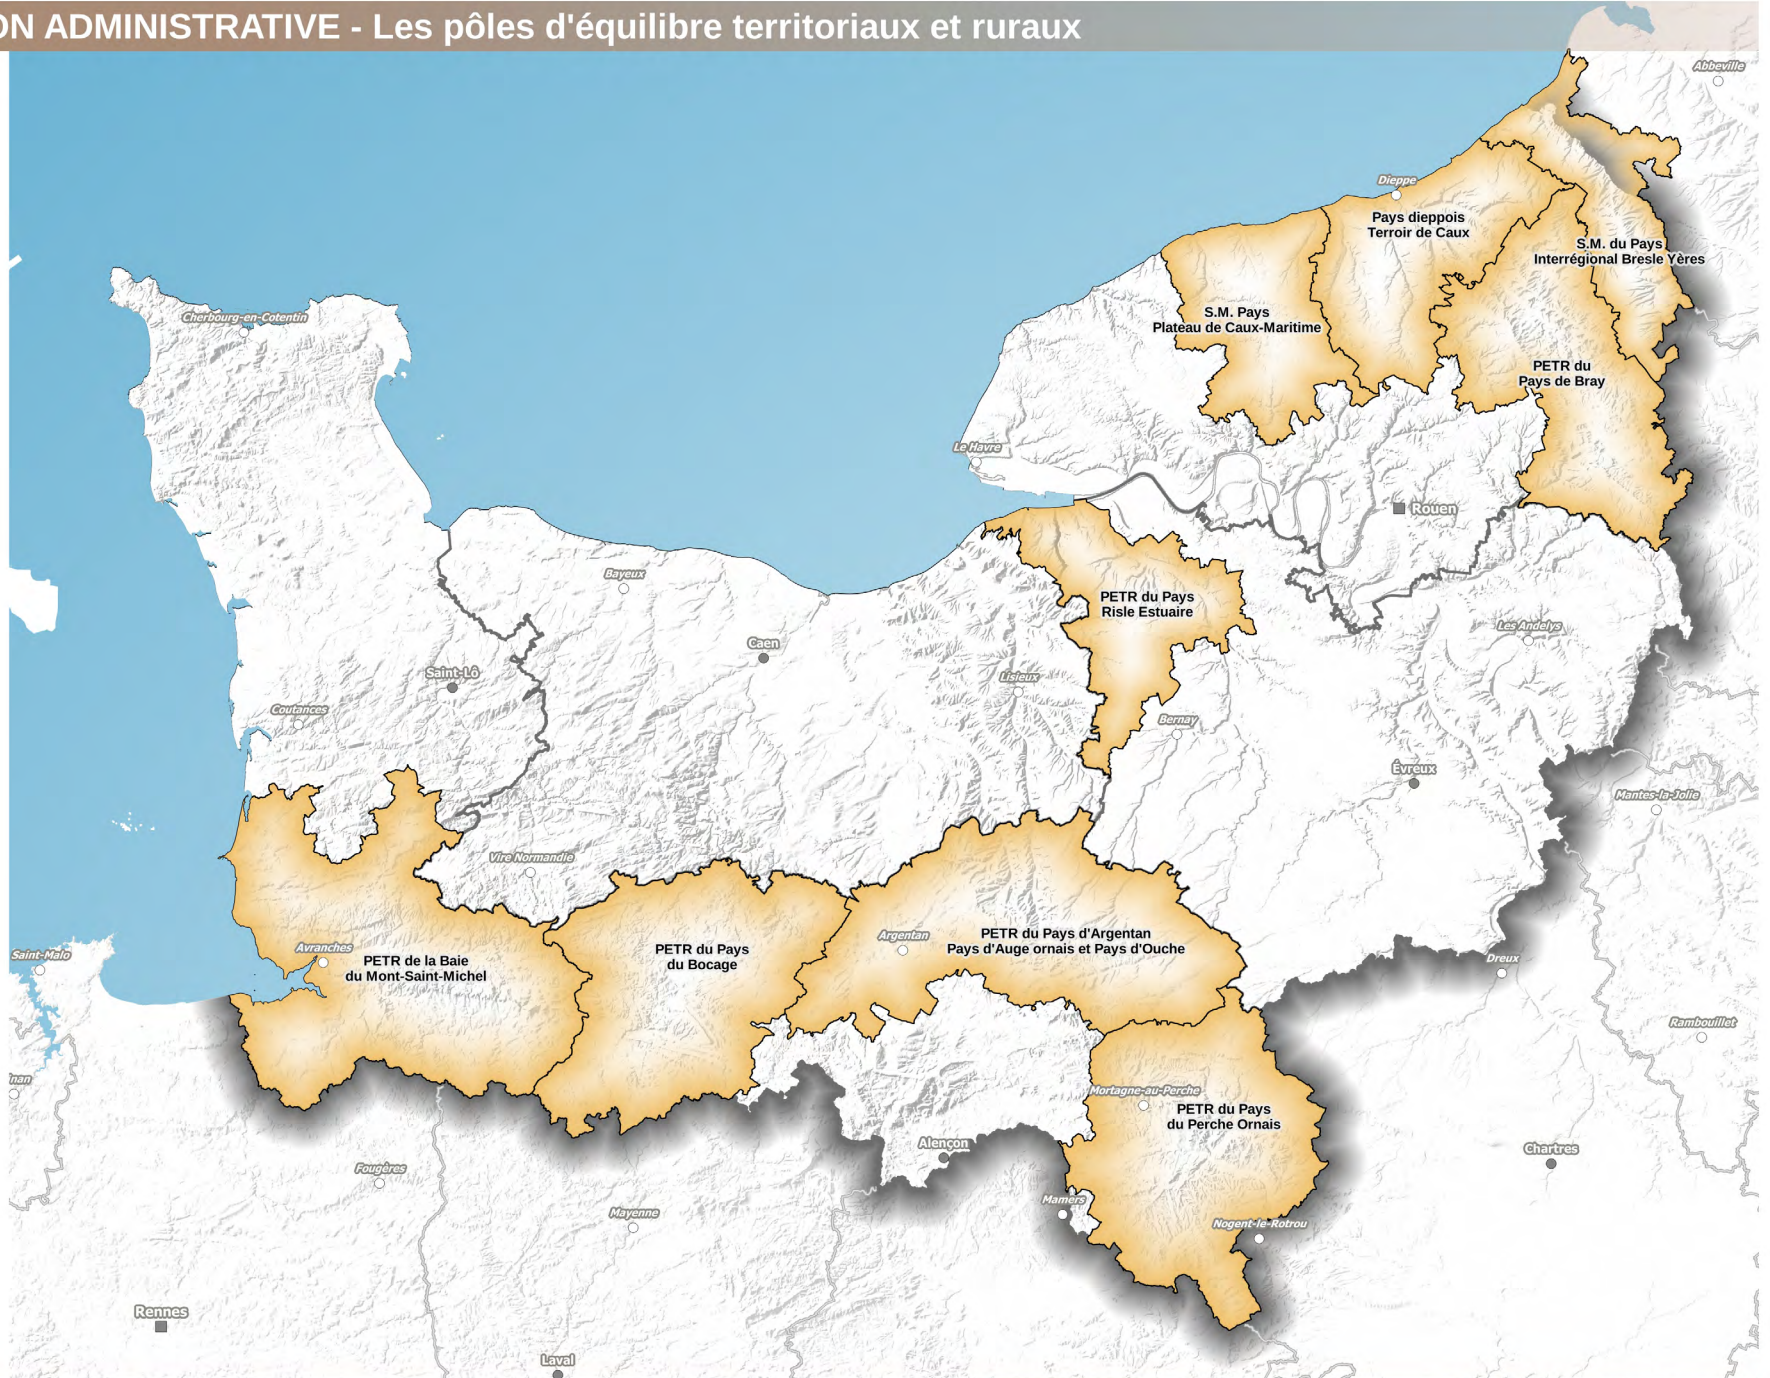 ON ADMINISTRATIVE - Les pôles d'équilibre territoriaux et ruraux
Abbeville
Dieppe
Pays dieppois
Terroir de Caux
S.M. du Pays
Interrégional Bresle Yères
Cherbourg-en-Cotentin
S.M. Pays
Plateau de Caux-Maritime
PETR du
Pays de Bray
Le Havre
Rouen
Bayeux
PETR du Pays
Risle Estuaire
Les Andelys
Caen
Saint-Lô
Lisieux
Coutances
Bernay
Évreux
Mantes-la-Jolie
Vire Normandie
Avranches
PETR de la Baie
du Mont-Saint-Michel
PETR du Pays
du Bocage
Argentan
PETR du Pays d'Argentan
Pays d'Auge ornais et Pays d'Ouche
Saint-Malo
Dreux
Rambouillet
nan
Mortagne-au-Perche
PETR du Pays
du Perche Ornais
Alençon
Chartres
Fougères
Mamers
Mayenne
Nogent-le-Rotrou
Rennes
Laval